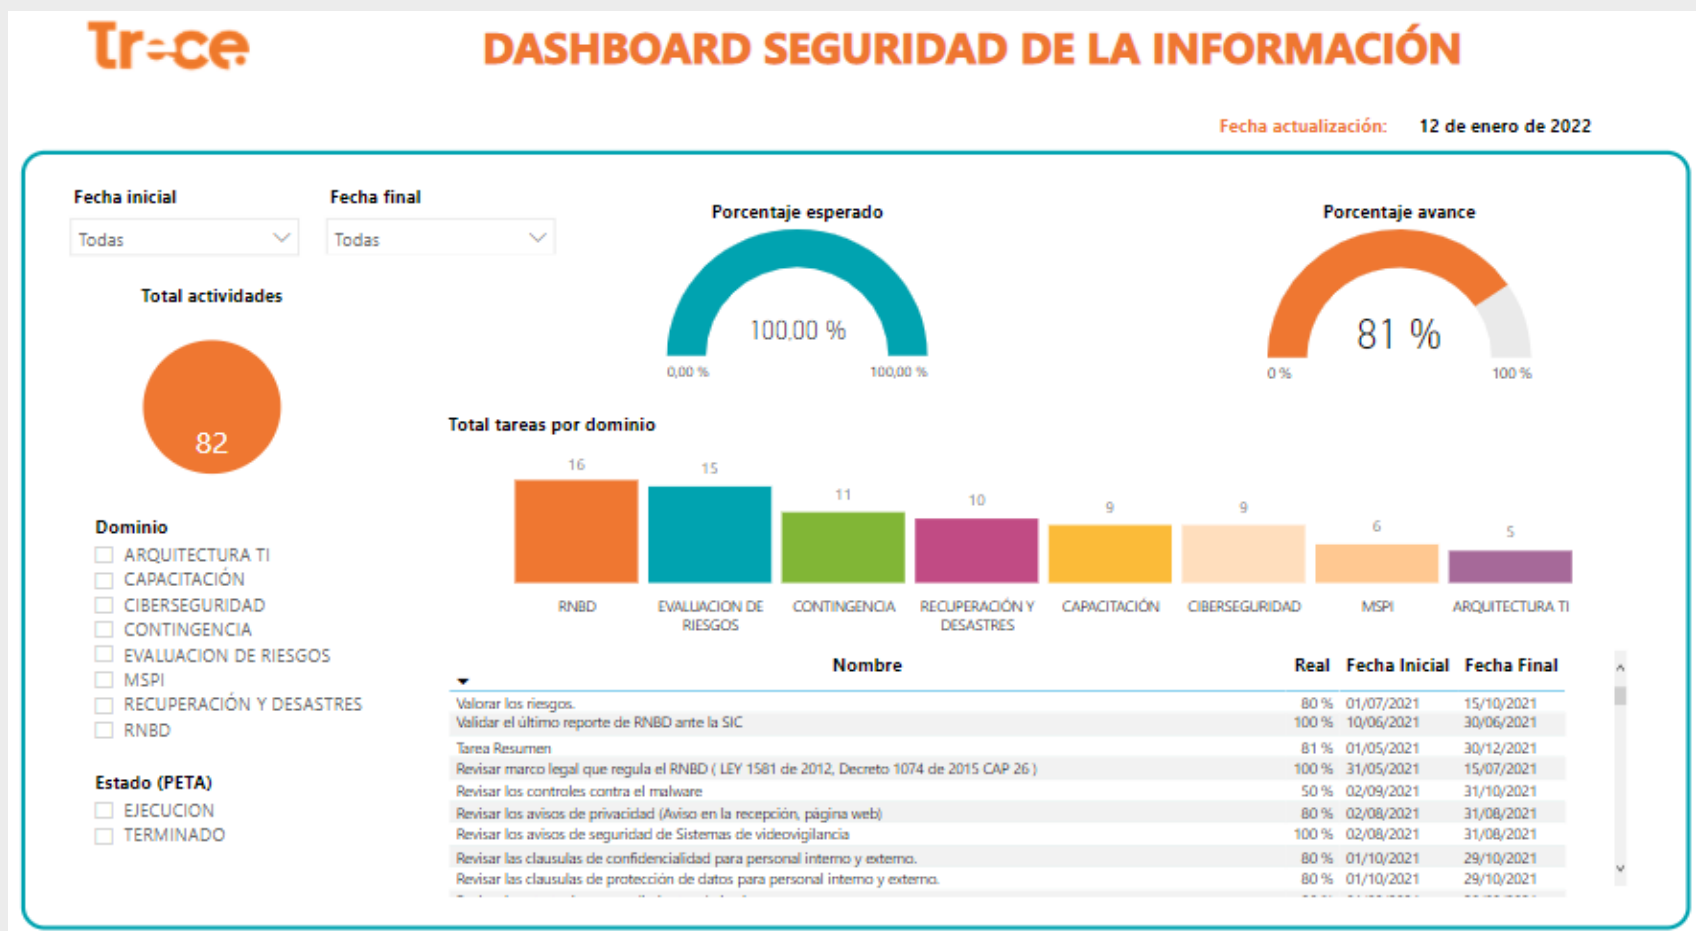 Trece
DASHBOARD SEGURIDAD DE LA INFORMACIÓN
Fecha actualización: 12 de enero de 2022
Fecha inicial
Todas
Fecha final
Todas
Total actividades
82
Porcentaje esperado
100,00 %
0,00 %
100,00 %
Porcentaje avance
81 %
0 %
100 %
Dominio
ARQUITECTURA TI
CAPACITACIÓN
CIBERSEGURIDAD
CONTINGENCIA
EVALUACION DE RIESGOS
MSPI
RECUPERACIÓN Y DESASTRES
RNBD
Estado (PETA)
EJECUCION
TERMINADO
Total tareas por dominio
16 15 11 10 9 9 6 5
RNBD
EVALUACION DE
RIESGOS
CONTINGENCIA
RECUPERACIÓN Y
DESASTRES
CAPACITACIÓN
CIBERSEGURIDAD
MSPI
ARQUITECTURA TI
Nombre Real Fecha Inicial Fecha Final
Valorar los riesgos. 80 % 01/07/2021 15/10/2021
Validar el último reporte de RNBD ante la SIC 100 % 10/06/2021 30/06/2021
Tarea Resumen 81 % 01/05/2021 30/12/2021
Revisar marco legal que regula el RNBD ( LEY 1581 de 2012, Decreto 1074 de 2015 CAP 26 ) 100 % 31/05/2021 15/07/2021
Revisar los controles contra el malware 50 % 02/09/2021 31/10/2021
Revisar los avisos de privacidad (Aviso en la recepción, página web) 80 % 02/08/2021 31/08/2021
Revisar los avisos de seguridad de Sistemas de videovigilancia 100 % 02/08/2021 31/08/2021
Revisar las clausulas de confidencialidad para personal interno y externo. 80 % 01/10/2021 29/10/2021
Revisar las clausulas de protección de datos para personal interno y externo. 80 % 01/10/2021 29/10/2021